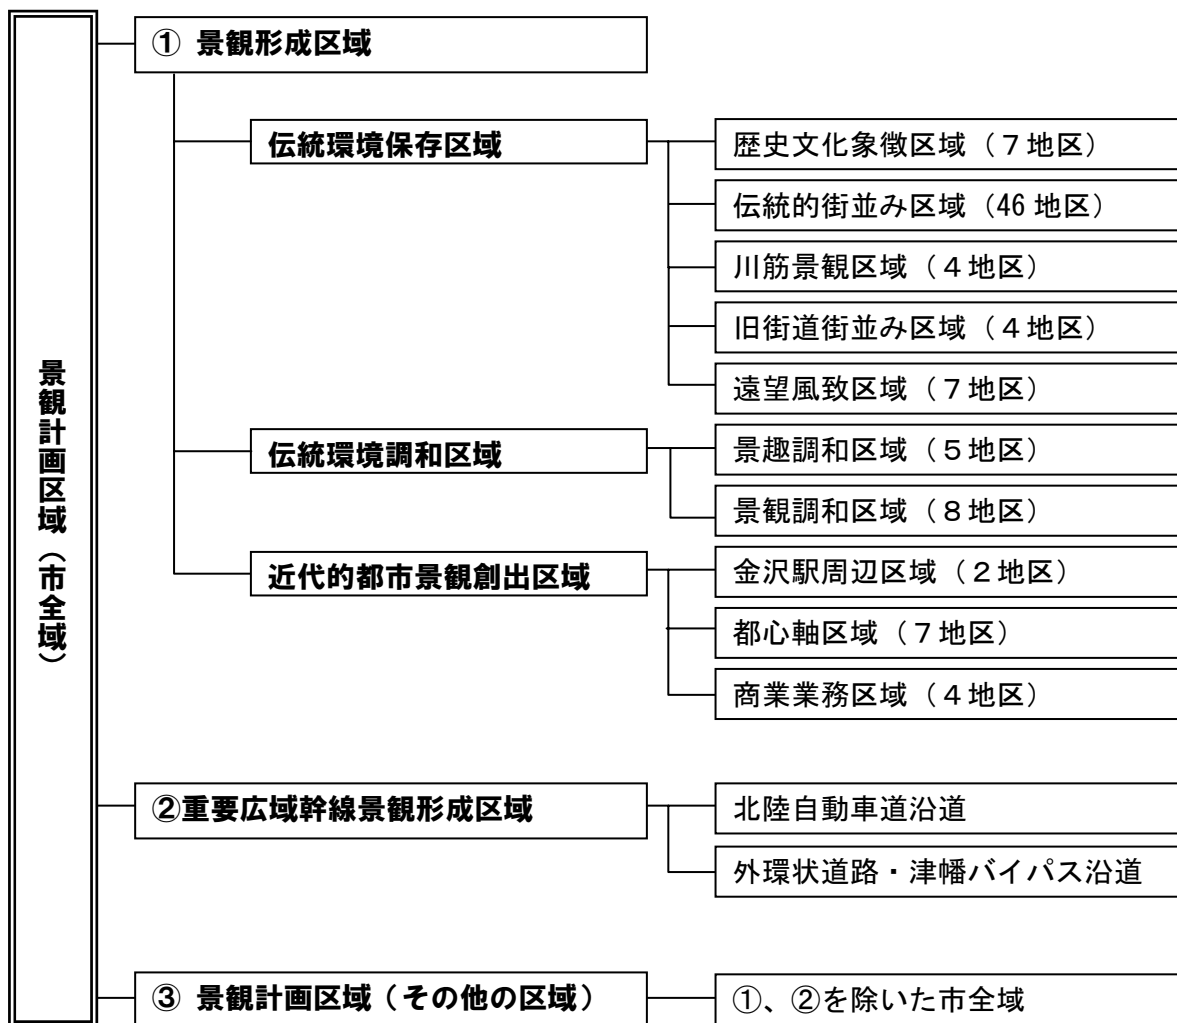 景観計画区域（市全域）
① 景観形成区域
伝統環境保存区域
歴史文化象徴区域（７地区）
伝統的街並み区域（46 地区）
川筋景観区域（４地区）
旧街道街並み区域（４地区）
遠望風致区域（７地区）
伝統環境調和区域
景趣調和区域（５地区）
景観調和区域（８地区）
近代的都市景観創出区域
金沢駅周辺区域（２地区）
都心軸区域（７地区）
商業業務区域（４地区）
②重要広域幹線景観形成区域
北陸自動車道沿道
外環状道路・津幡バイパス沿道
③ 景観計画区域（その他の区域）
①、②を除いた市全域